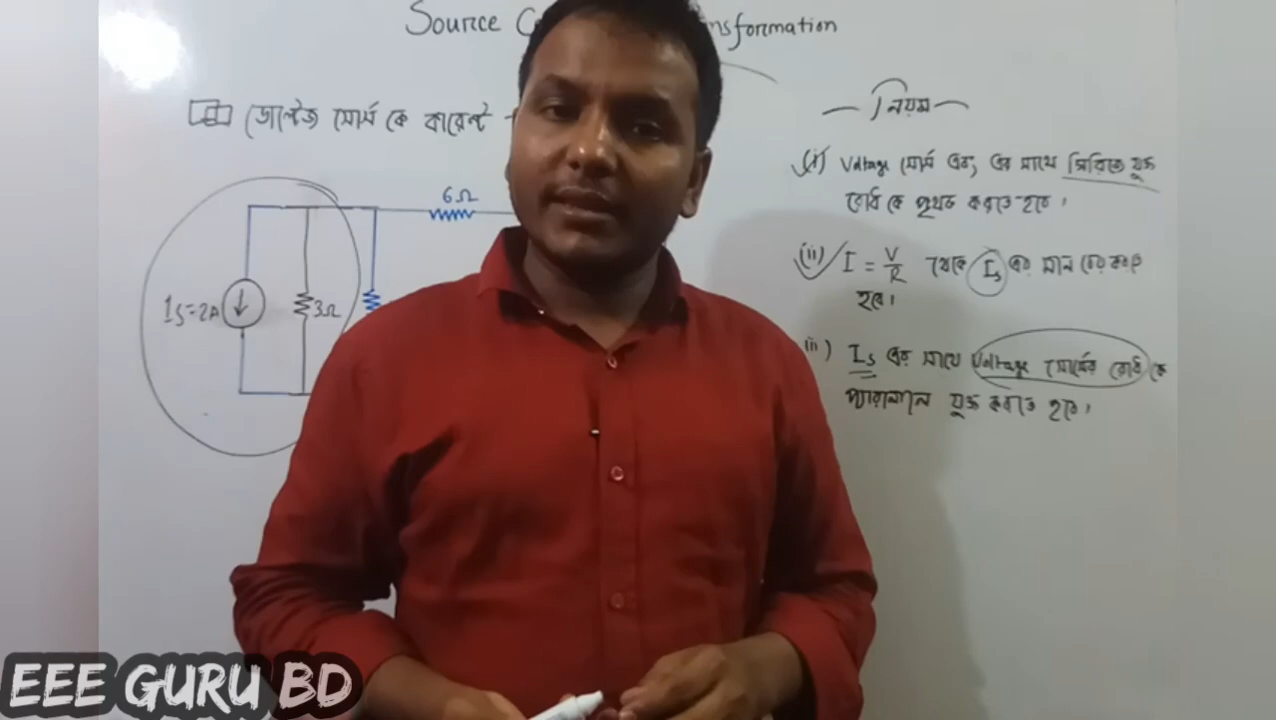 Source C nsformation
ভোল্টেজ সোর্স কে কারেন্ট
নিয়ম
(i) Voltage সোর্স এবং এর সাথে সিরিজে যুক্ত
রোধ কে পৃথক করতে হবে।
(ii) I = V/R থেকে Is এর মান বের করতে
হবে।
iii) Is এর সাথে Voltage সোর্সের রোধ কে
প্যারালালে যুক্ত করতে হবে।
6Ω
Is=2A
3Ω
EEE GURU BD